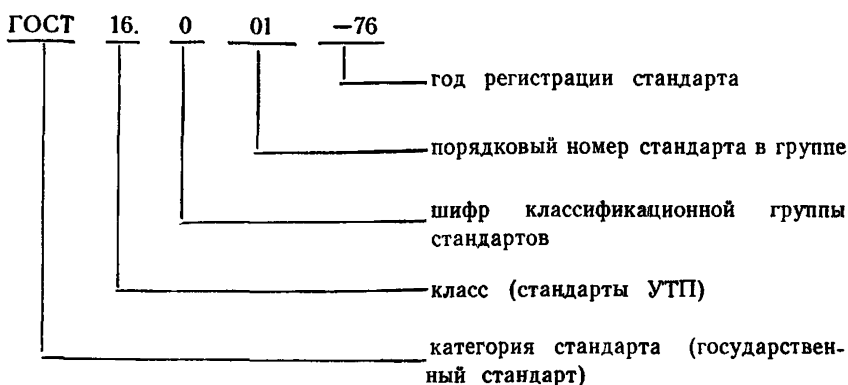 ГОСТ 16. 0 01 —76
год регистрации стандарта
порядковый номер стандарта в группе
шифр классификационной группы
стандартов
класс (стандарты УТП)
категория стандарта (государствен-
ный стандарт)